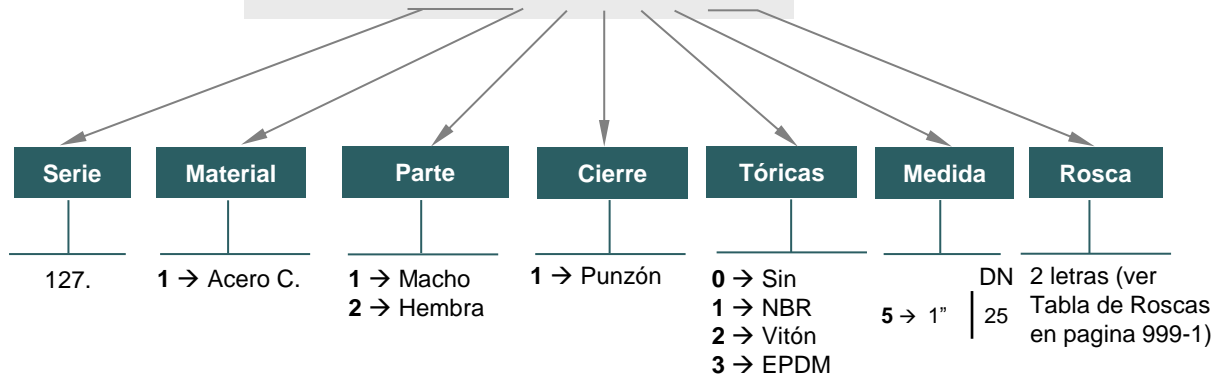 Serie
Material
Parte
Cierre
Tóricas
Medida
Rosca
127.
1 → Acero C.
1 → Macho
2 → Hembra
1 → Punzón
0 → Sin
1 → NBR
2 → Vitón
3 → EPDM
DN
5 → 1” | 25
2 letras (ver
Tabla de Roscas
en pagina 999-1)